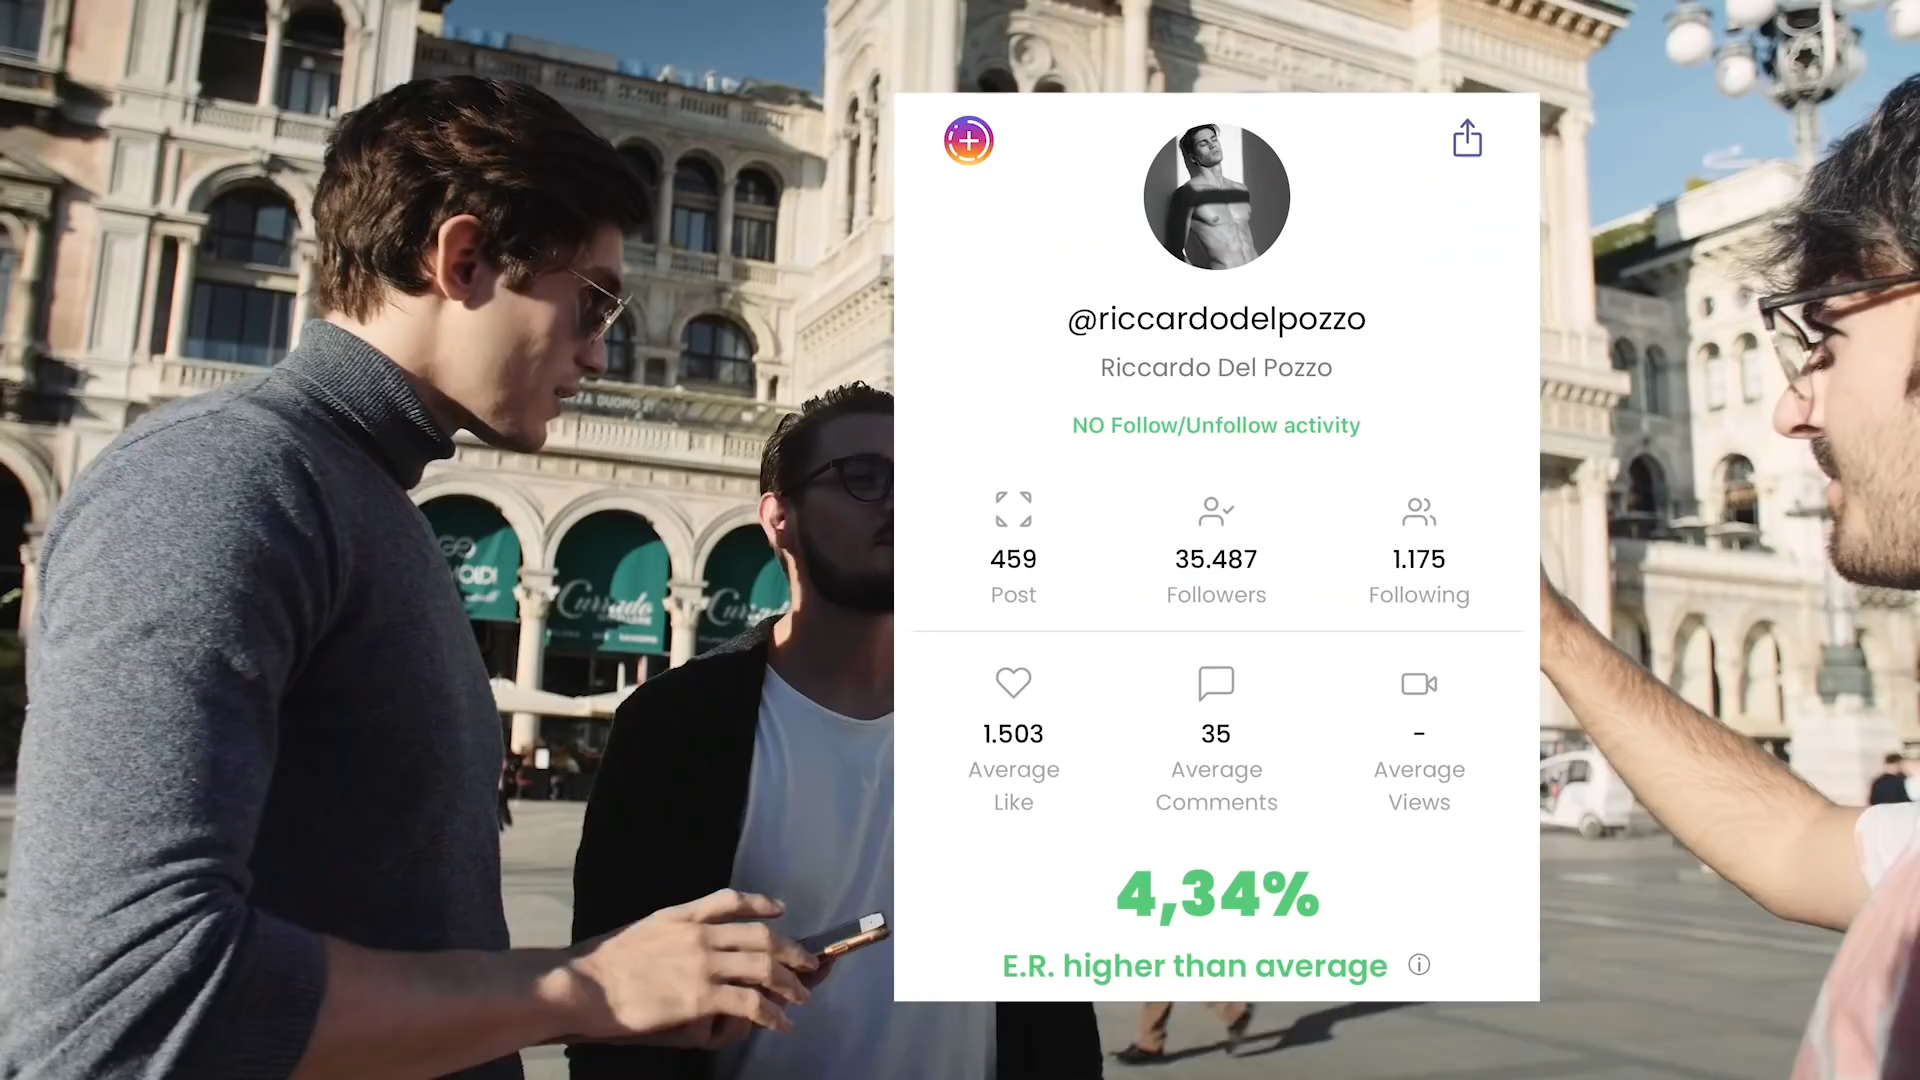 @riccardodelpozzo
Riccardo Del Pozzo
NO Follow/Unfollow activity
459
35.487
1.175
Post
Followers
Following
1.503
35
-
Average
Like
Average
Comments
Average
Views
4,34%
E.R. higher than average
Currado